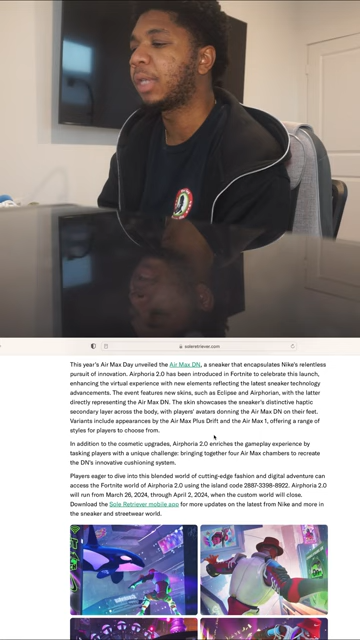 soleretriever.com
This year's Air Max Day unveiled the Air Max DN, a sneaker that encapsulates Nike's relentless
pursuit of innovation. Airphoria 2.0 has been introduced in Fortnite to celebrate this launch,
enhancing the virtual experience with new elements reflecting the latest sneaker technology
advancements. The event features new skins, such as Eclipse and Airphorian, with the latter
directly representing the Air Max DN. The skin showcases the sneaker's distinctive haptic
secondary layer across the body, with players' avatars donning the Air Max DN on their feet.
Variants include appearances by the Air Max Plus Drift and the Air Max 1, offering a range of
styles for players to choose from.
In addition to the cosmetic upgrades, Airphoria 2.0 enriches the gameplay experience by
tasking players with a unique challenge: bringing together four Air Max chambers to recreate
the DN's innovative cushioning system.
Players eager to dive into this blended world of cutting-edge fashion and digital adventure can
access the Fortnite world of Airphoria 2.0 using the island code 2887-3398-8922. Airphoria 2.0
will run from March 26, 2024, through April 2, 2024, when the custom world will close.
Download the Sole Retriever mobile app for more updates on the latest from Nike and more in
the sneaker and streetwear world.